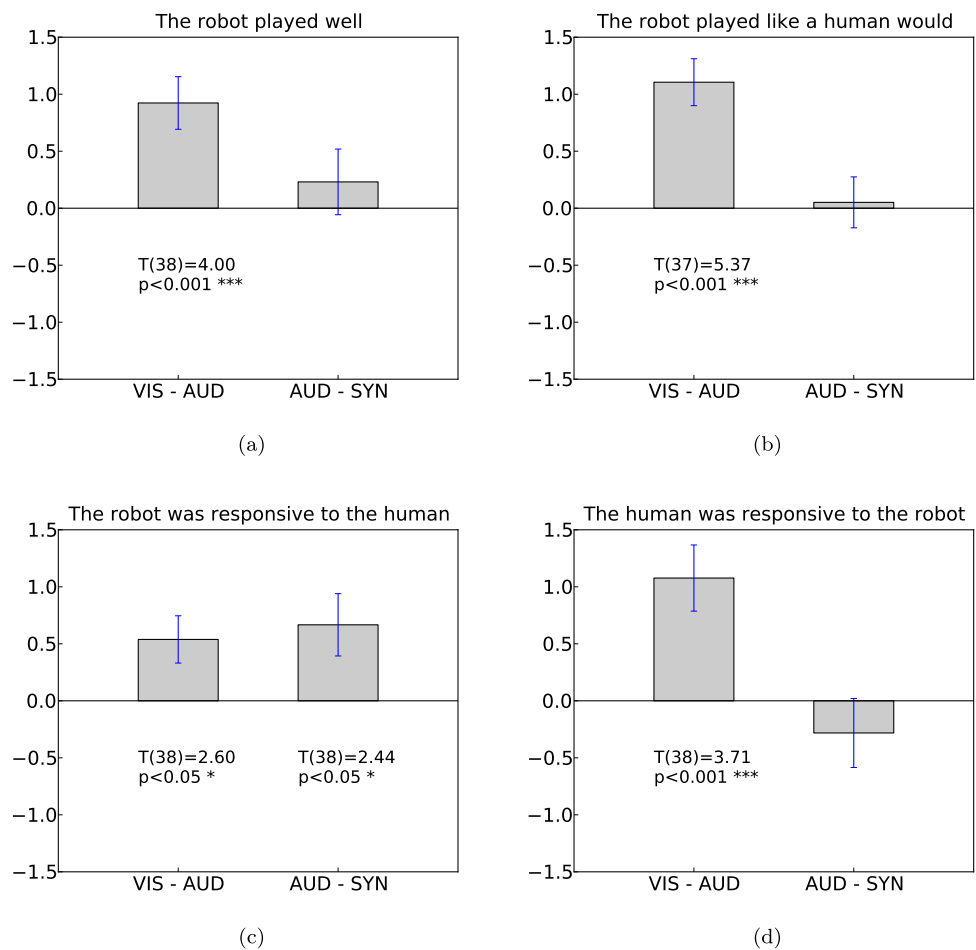 The robot played well
1.5
1.0
0.5
0.0
−0.5
−1.0
−1.5
T(38)=4.00
p<0.001 ***
VIS - AUD AUD - SYN
(a)
The robot played like a human would
1.5
1.0
0.5
0.0
−0.5
−1.0
−1.5
T(37)=5.37
p<0.001 ***
VIS - AUD AUD - SYN
(b)
The robot was responsive to the human
1.5
1.0
0.5
0.0
−0.5
−1.0
−1.5
T(38)=2.60 T(38)=2.44
p<0.05 * p<0.05 *
VIS - AUD AUD - SYN
(c)
The human was responsive to the robot
1.5
1.0
0.5
0.0
−0.5
−1.0
−1.5
T(38)=3.71
p<0.001 ***
VIS - AUD AUD - SYN
(d)